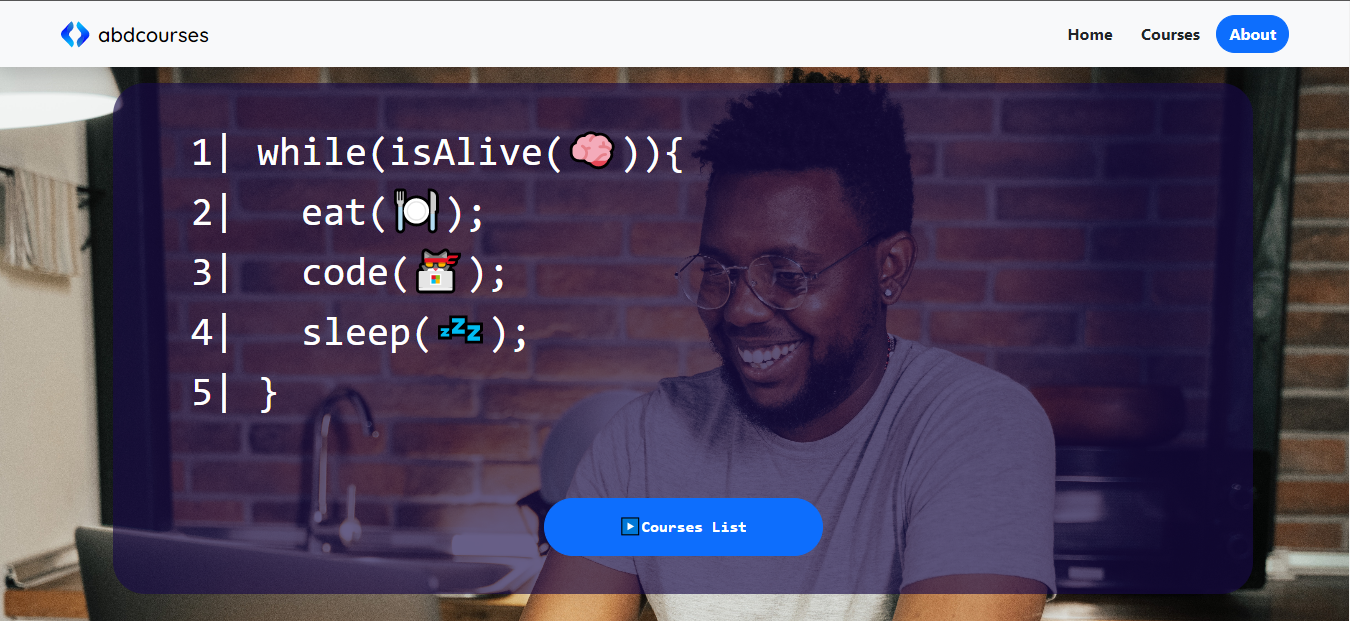 abdcourses
Home Courses About
1| while(isAlive(🧠)){
2|   eat(🍽️);
3|   code(🐱‍💻);
4|   sleep(💤);
5| }
▶️Courses List